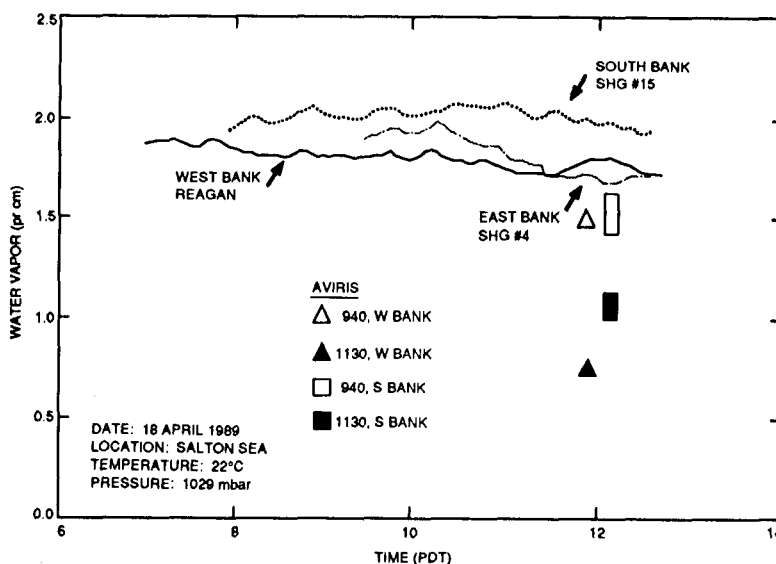 2.5
2.0
1.5
1.0
0.5
0.0
WATER VAPOR (pr cm)
SOUTH BANK
SHG #15
WEST BANK
REAGAN
EAST BANK
SHG #4
AVIRIS
940, W BANK
1130, W BANK
940, S BANK
1130, S BANK
DATE: 18 APRIL 1989
LOCATION: SALTON SEA
TEMPERATURE: 22°C
PRESSURE: 1029 mbar
6 8 10 12 14
TIME (PDT)